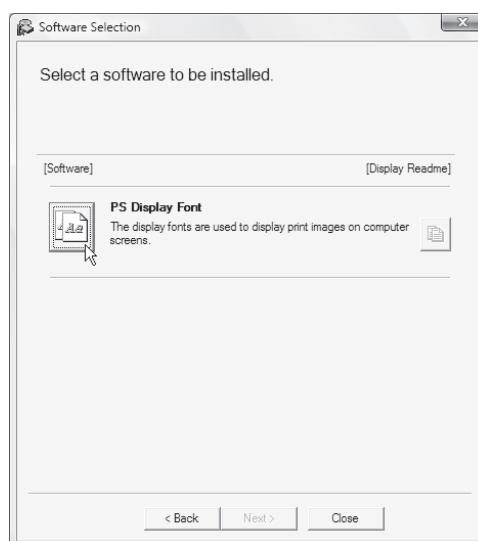 Software Selection
Select a software to be installed.
[Software] [Display Readme]
PS Display Font
The display fonts are used to display print images on computer
screens.
Aa
< Back Next > Close